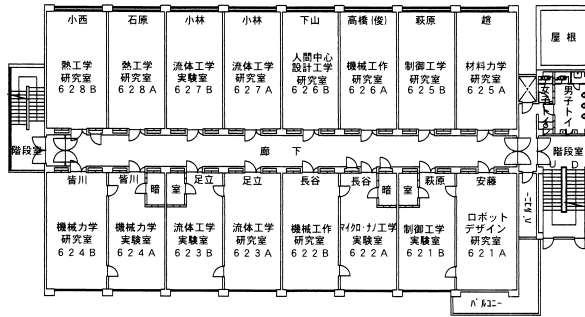 小西
熱工学
研究室
628B
石原
熱工学
研究室
628A
小林
流体工学
実験室
627B
小林
流体工学
研究室
627A
下山
人間中心
設計工学
研究室
626B
高橋(俊)
機械工作
研究室
626A
萩原
制御工学
研究室
625B
趙
材料力学
研究室
625A
屋根
女子トイレ
男子トイレ
階段室
廊下
階段室
皆川
機械力学
研究室
624B
皆川
機械力学
実験室
624A
暗室
足立
流体工学
実験室
623B
足立
流体工学
研究室
623A
長谷
機械工作
研究室
622B
長谷
マイクロ・ナノ工学
実験室
622A
暗室
萩原
制御工学
実験室
621B
安藤
ロボット
デザイン
研究室
621A
バルコニー
バルコニー